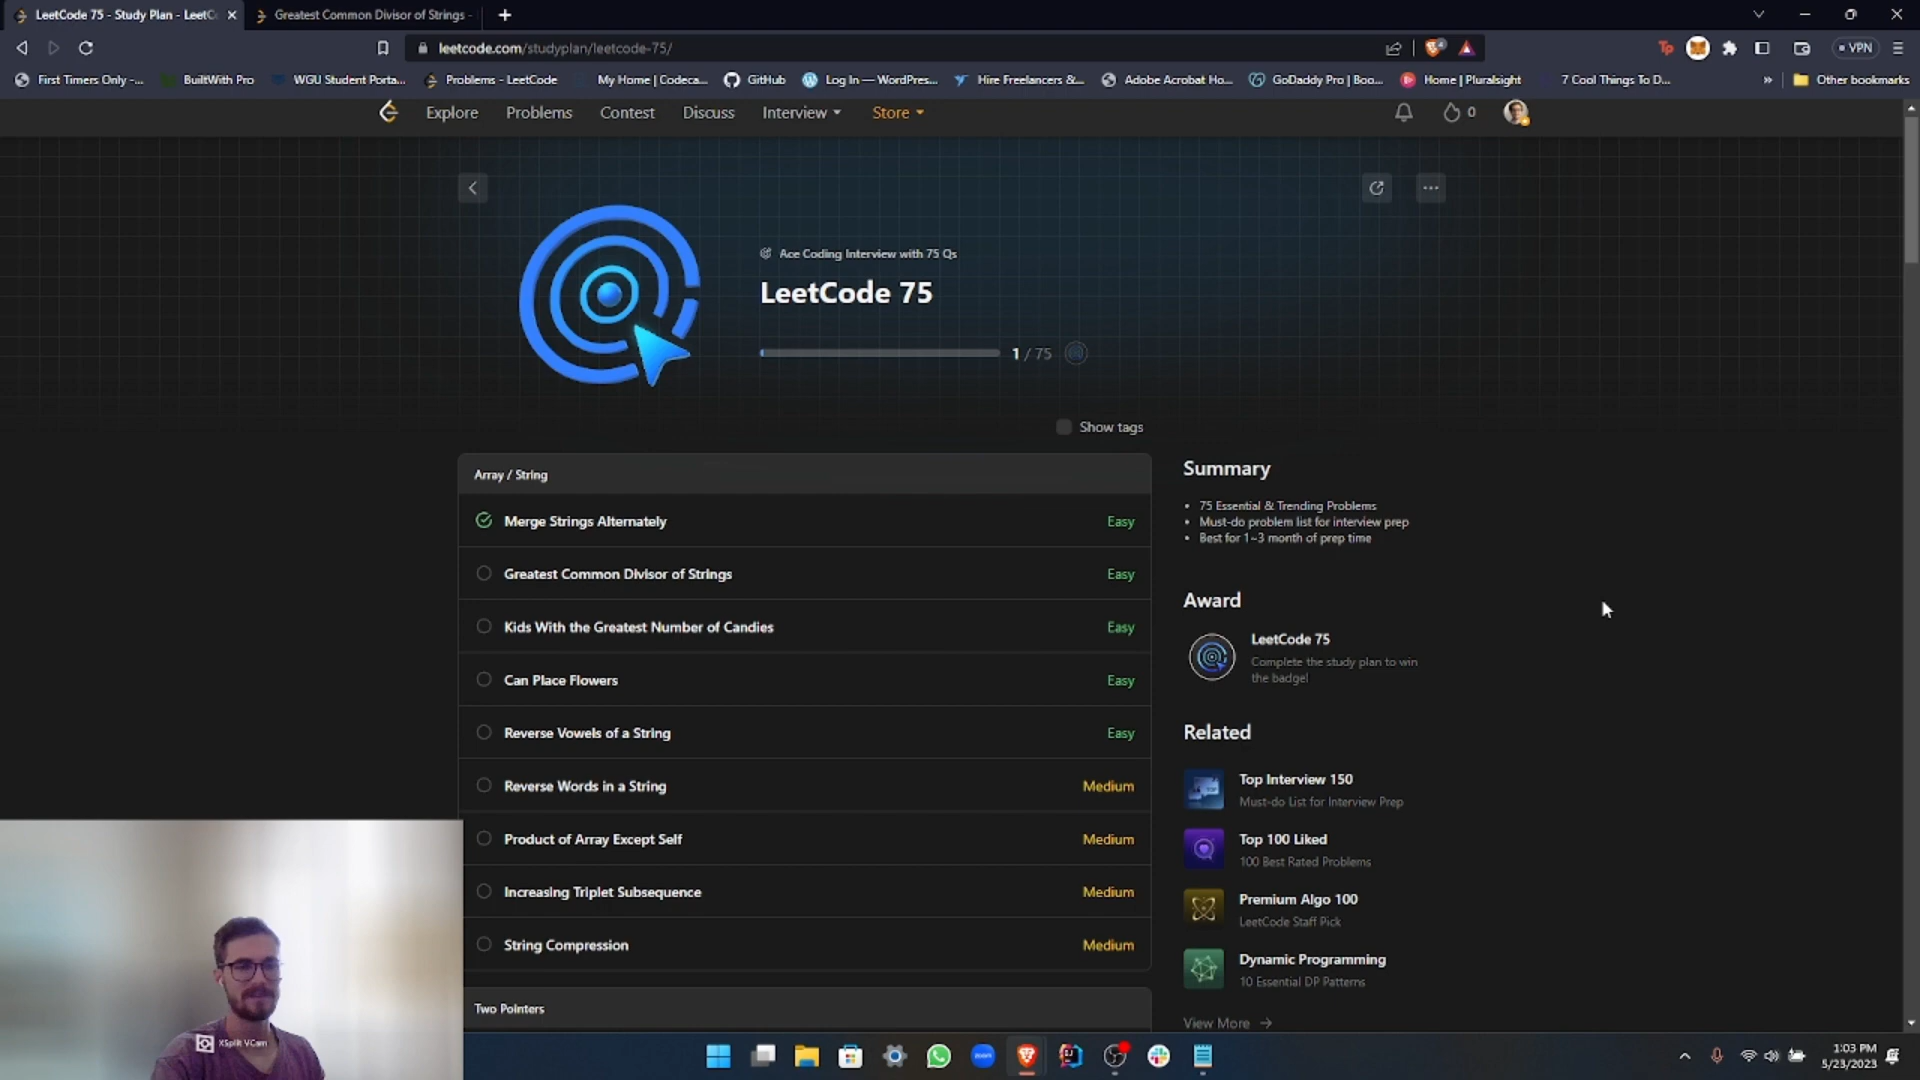 LeetCode 75 - Study Plan - LeetC
Greatest Common Divisor of Strings -
leetcode.com/studyplan/leetcode-75/
VPN
First Timers Only -...
BuiltWith Pro
WGU Student Porta...
Problems - LeetCode
My Home | Codeca...
GitHub
Log In — WordPres...
Hire Freelancers &...
Adobe Acrobat Ho...
GoDaddy Pro | Boo...
Home | Pluralsight
7 Cool Things To D...
Other bookmarks
Explore
Problems
Contest
Discuss
Interview
Store
0
Ace Coding Interview with 75 Qs
LeetCode 75
1 / 75
Show tags
Array / String
Merge Strings Alternately Easy
Greatest Common Divisor of Strings Easy
Kids With the Greatest Number of Candies Easy
Can Place Flowers Easy
Reverse Vowels of a String Easy
Reverse Words in a String Medium
Product of Array Except Self Medium
Increasing Triplet Subsequence Medium
String Compression Medium
Two Pointers
Summary
• 75 Essential & Trending Problems
• Must-do problem list for interview prep
• Best for 1~3 month of prep time
Award
LeetCode 75
Complete the study plan to win
the badge!
Related
Top Interview 150
Must-do List for Interview Prep
Top 100 Liked
100 Best Rated Problems
Premium Algo 100
LeetCode Staff Pick
Dynamic Programming
10 Essential DP Patterns
View More →
XSplit VCam
zoom
1:03 PM
5/23/2023